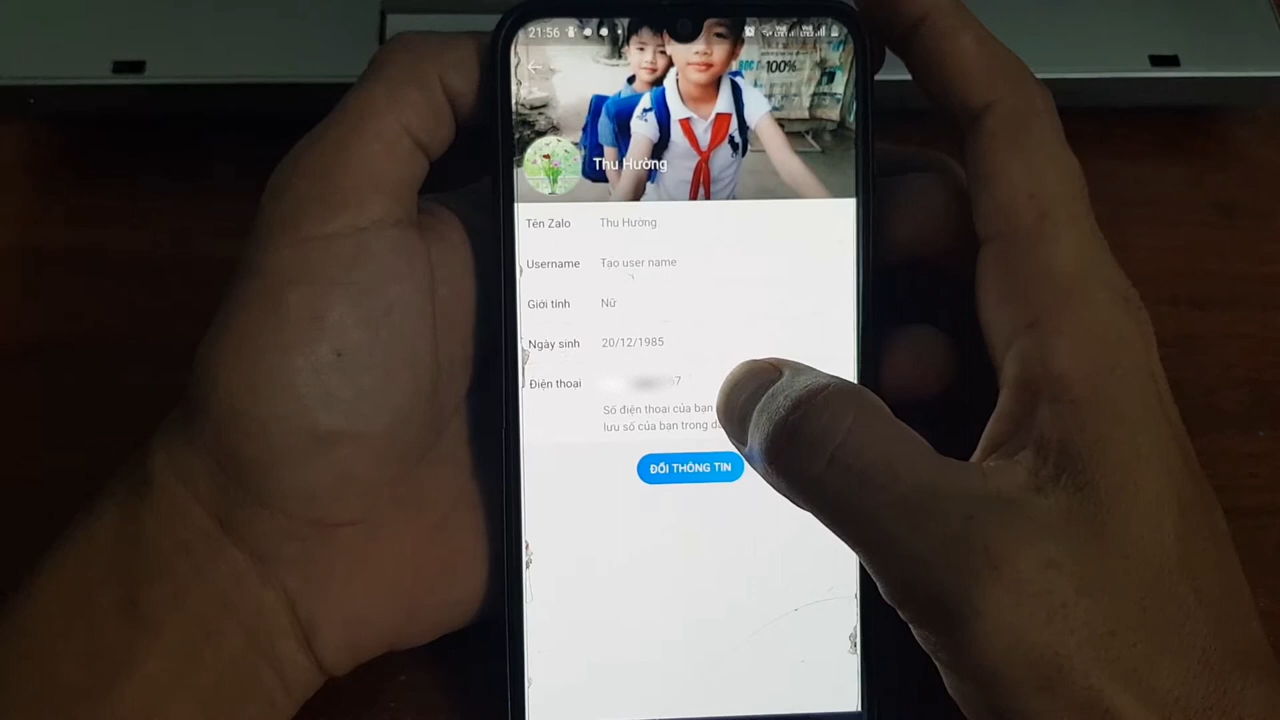 21:56
100%
Thu Hường
Tên Zalo Thu Hường
Username Tạo user name
Giới tính Nữ
Ngày sinh 20/12/1985
Điện thoại 7
Số điện thoại của bạn
lưu số của bạn trong
ĐỔI THÔNG TIN